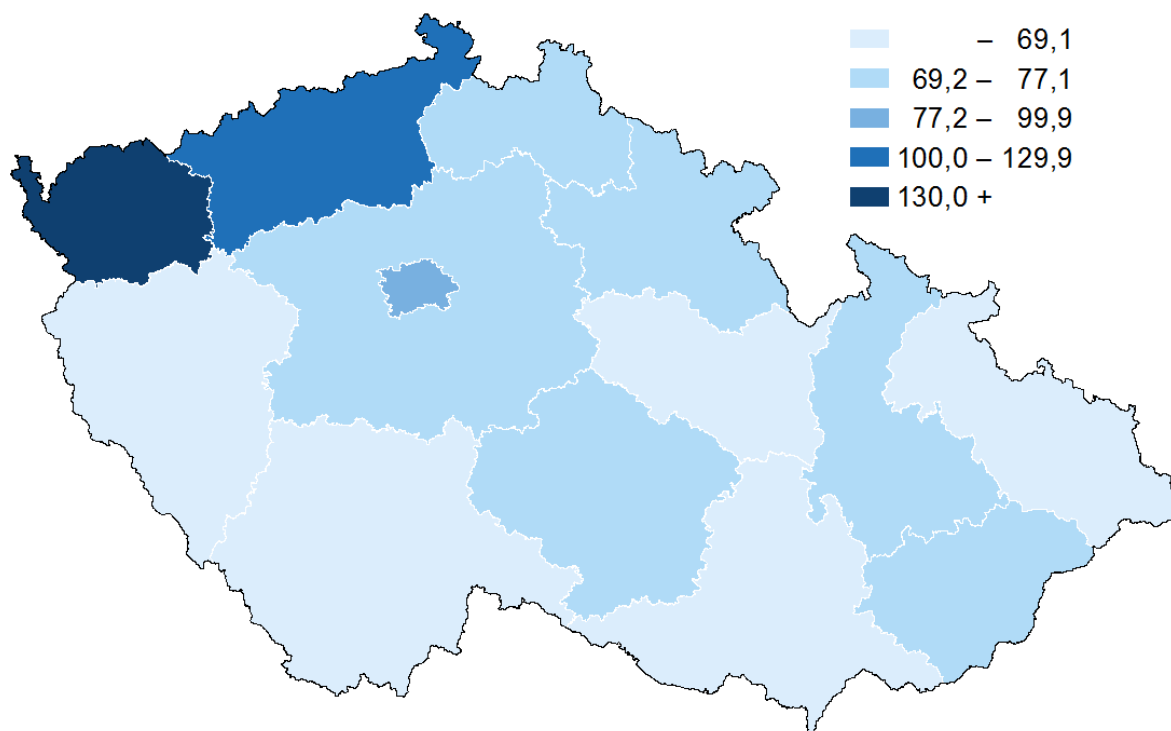 – 69,1
69,2 – 77,1
77,2 – 99,9
100,0 – 129,9
130,0 +